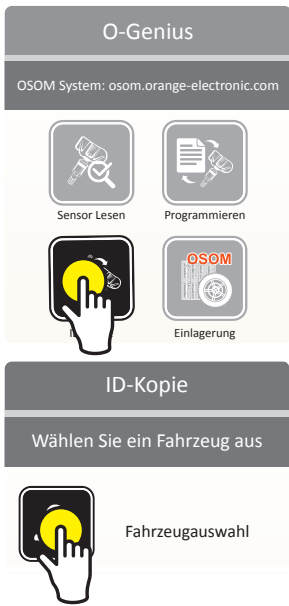 O-Genius
OSOM System: osom.orange-electronic.com
Sensor Lesen
Programmieren
OSOM
Einlagerung
ID-Kopie
Wählen Sie ein Fahrzeug aus
Fahrzeugauswahl